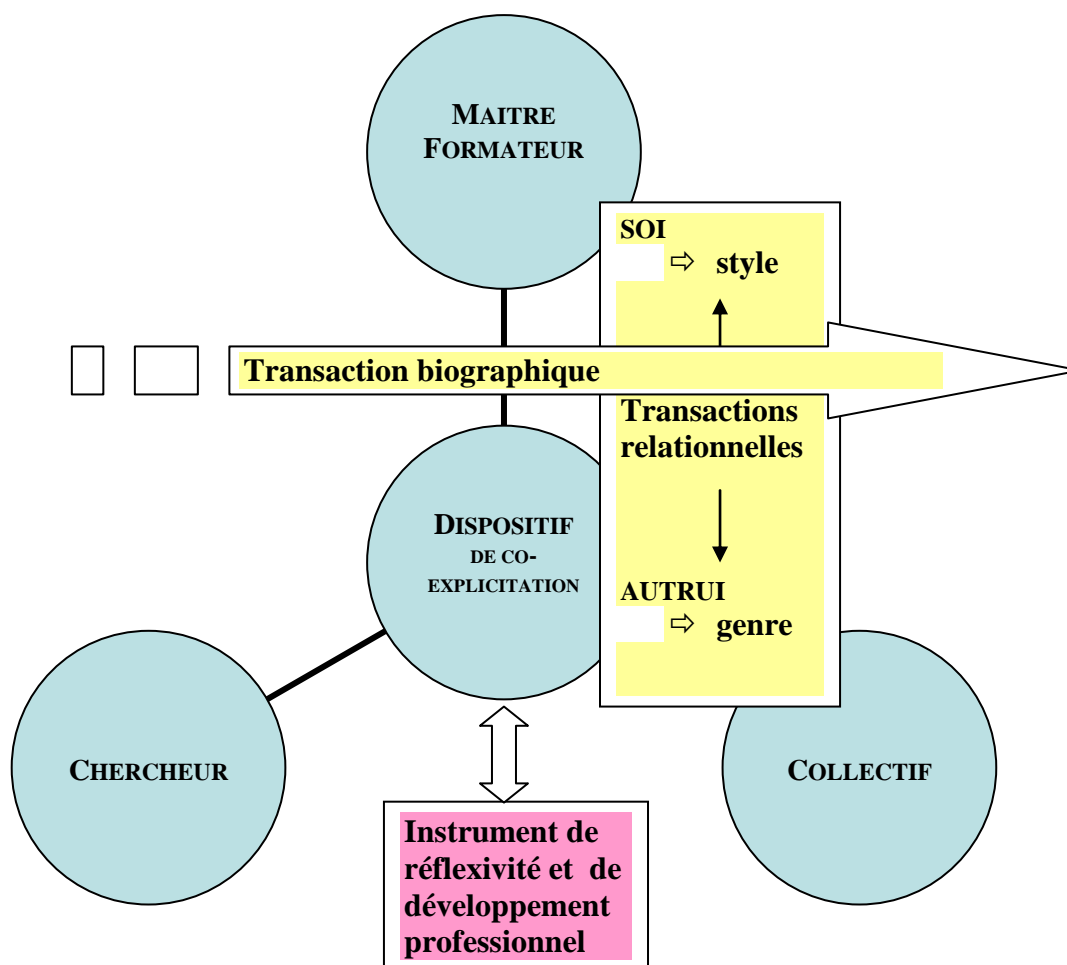 MAITRE
FORMATEUR
SOI
⇨ style
Transaction biographique
Transactions
relationnelles
DISPOSITIF
DE CO-
EXPLICITATION
AUTRUI
⇨ genre
CHERCHEUR
COLLECTIF
Instrument de
réflexivité et de
développement
professionnel